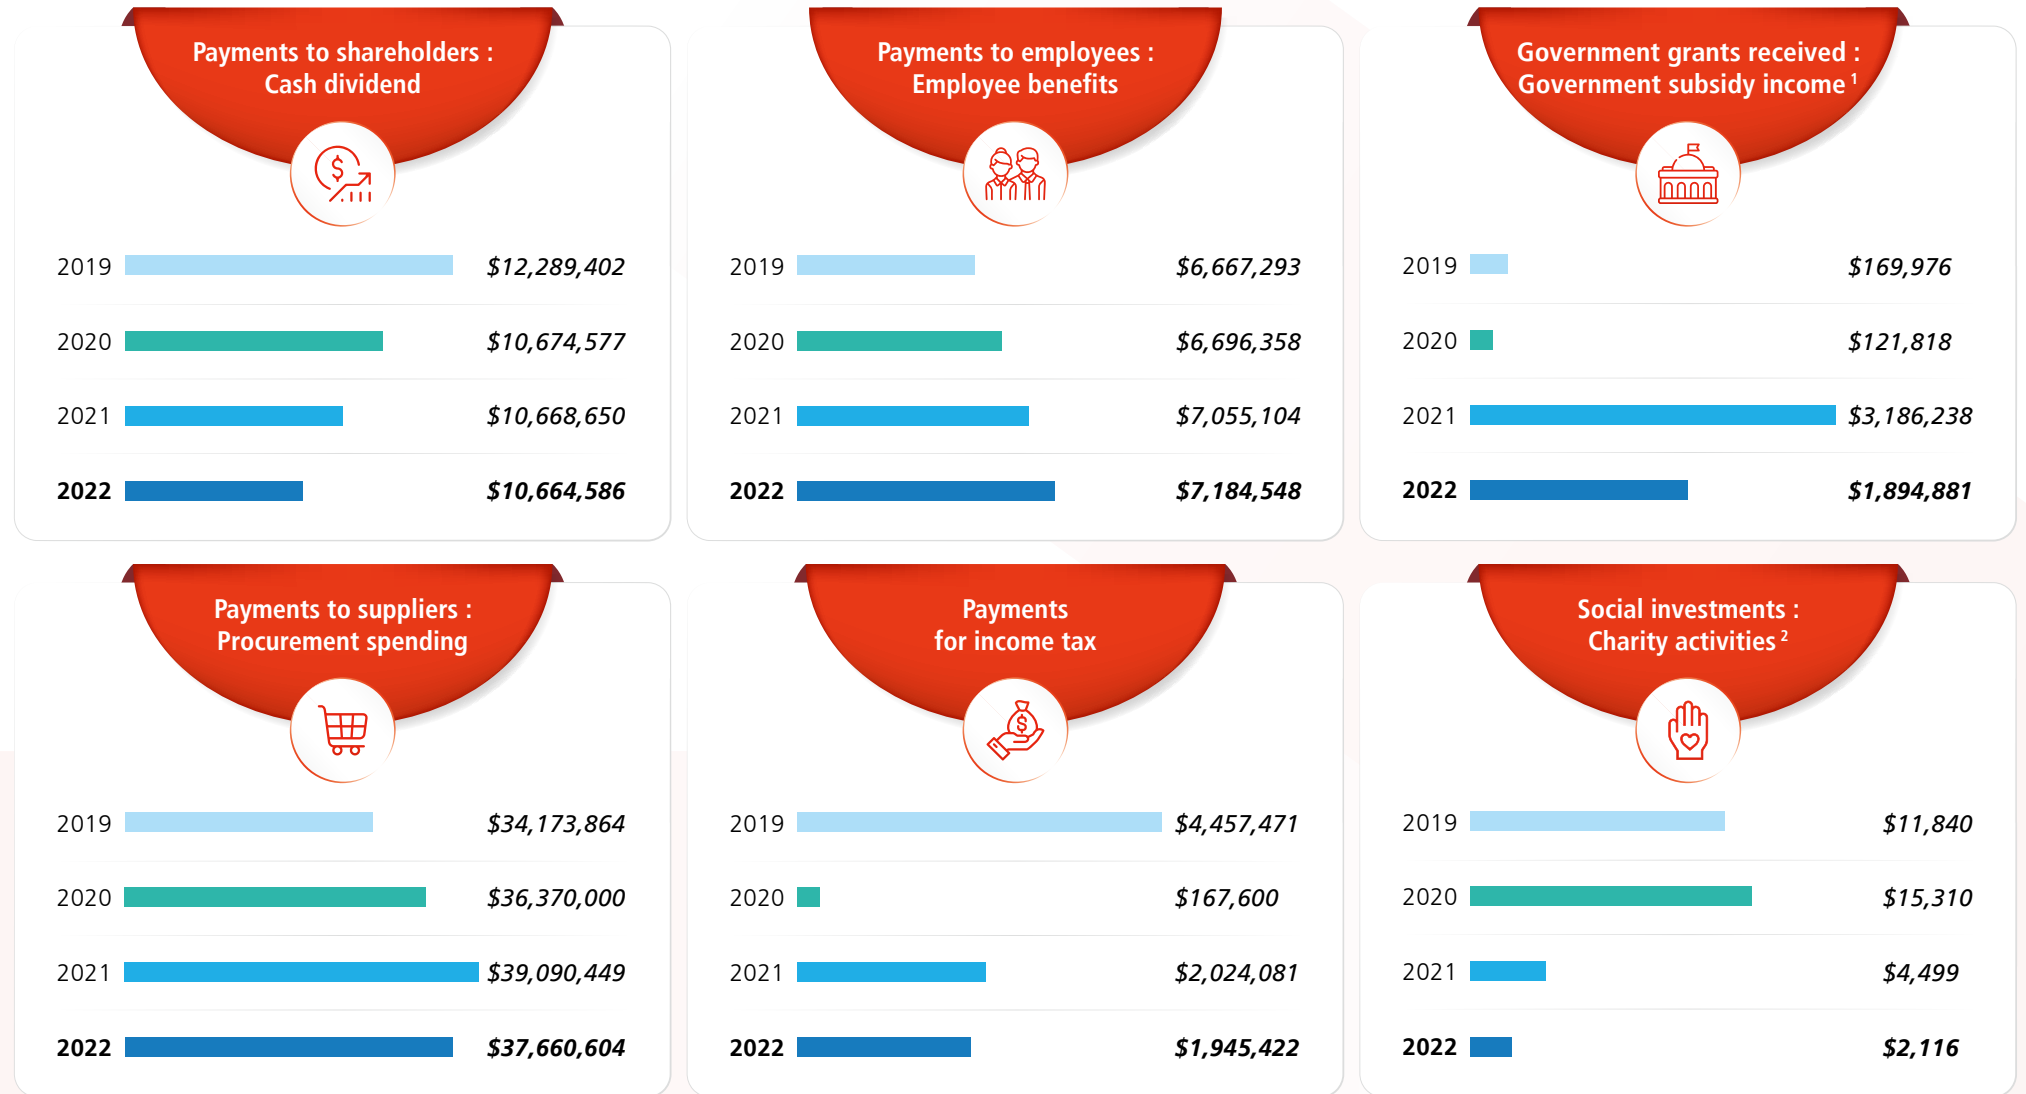 Payments to shareholders :
Cash dividend
2019 $12,289,402
2020 $10,674,577
2021 $10,668,650
2022 $10,664,586
Payments to employees :
Employee benefits
2019 $6,667,293
2020 $6,696,358
2021 $7,055,104
2022 $7,184,548
Government grants received :
Government subsidy income 1
2019 $169,976
2020 $121,818
2021 $3,186,238
2022 $1,894,881
Payments to suppliers :
Procurement spending
2019 $34,173,864
2020 $36,370,000
2021 $39,090,449
2022 $37,660,604
Payments
for income tax
2019 $4,457,471
2020 $167,600
2021 $2,024,081
2022 $1,945,422
Social investments :
Charity activities 2
2019 $11,840
2020 $15,310
2021 $4,499
2022 $2,116